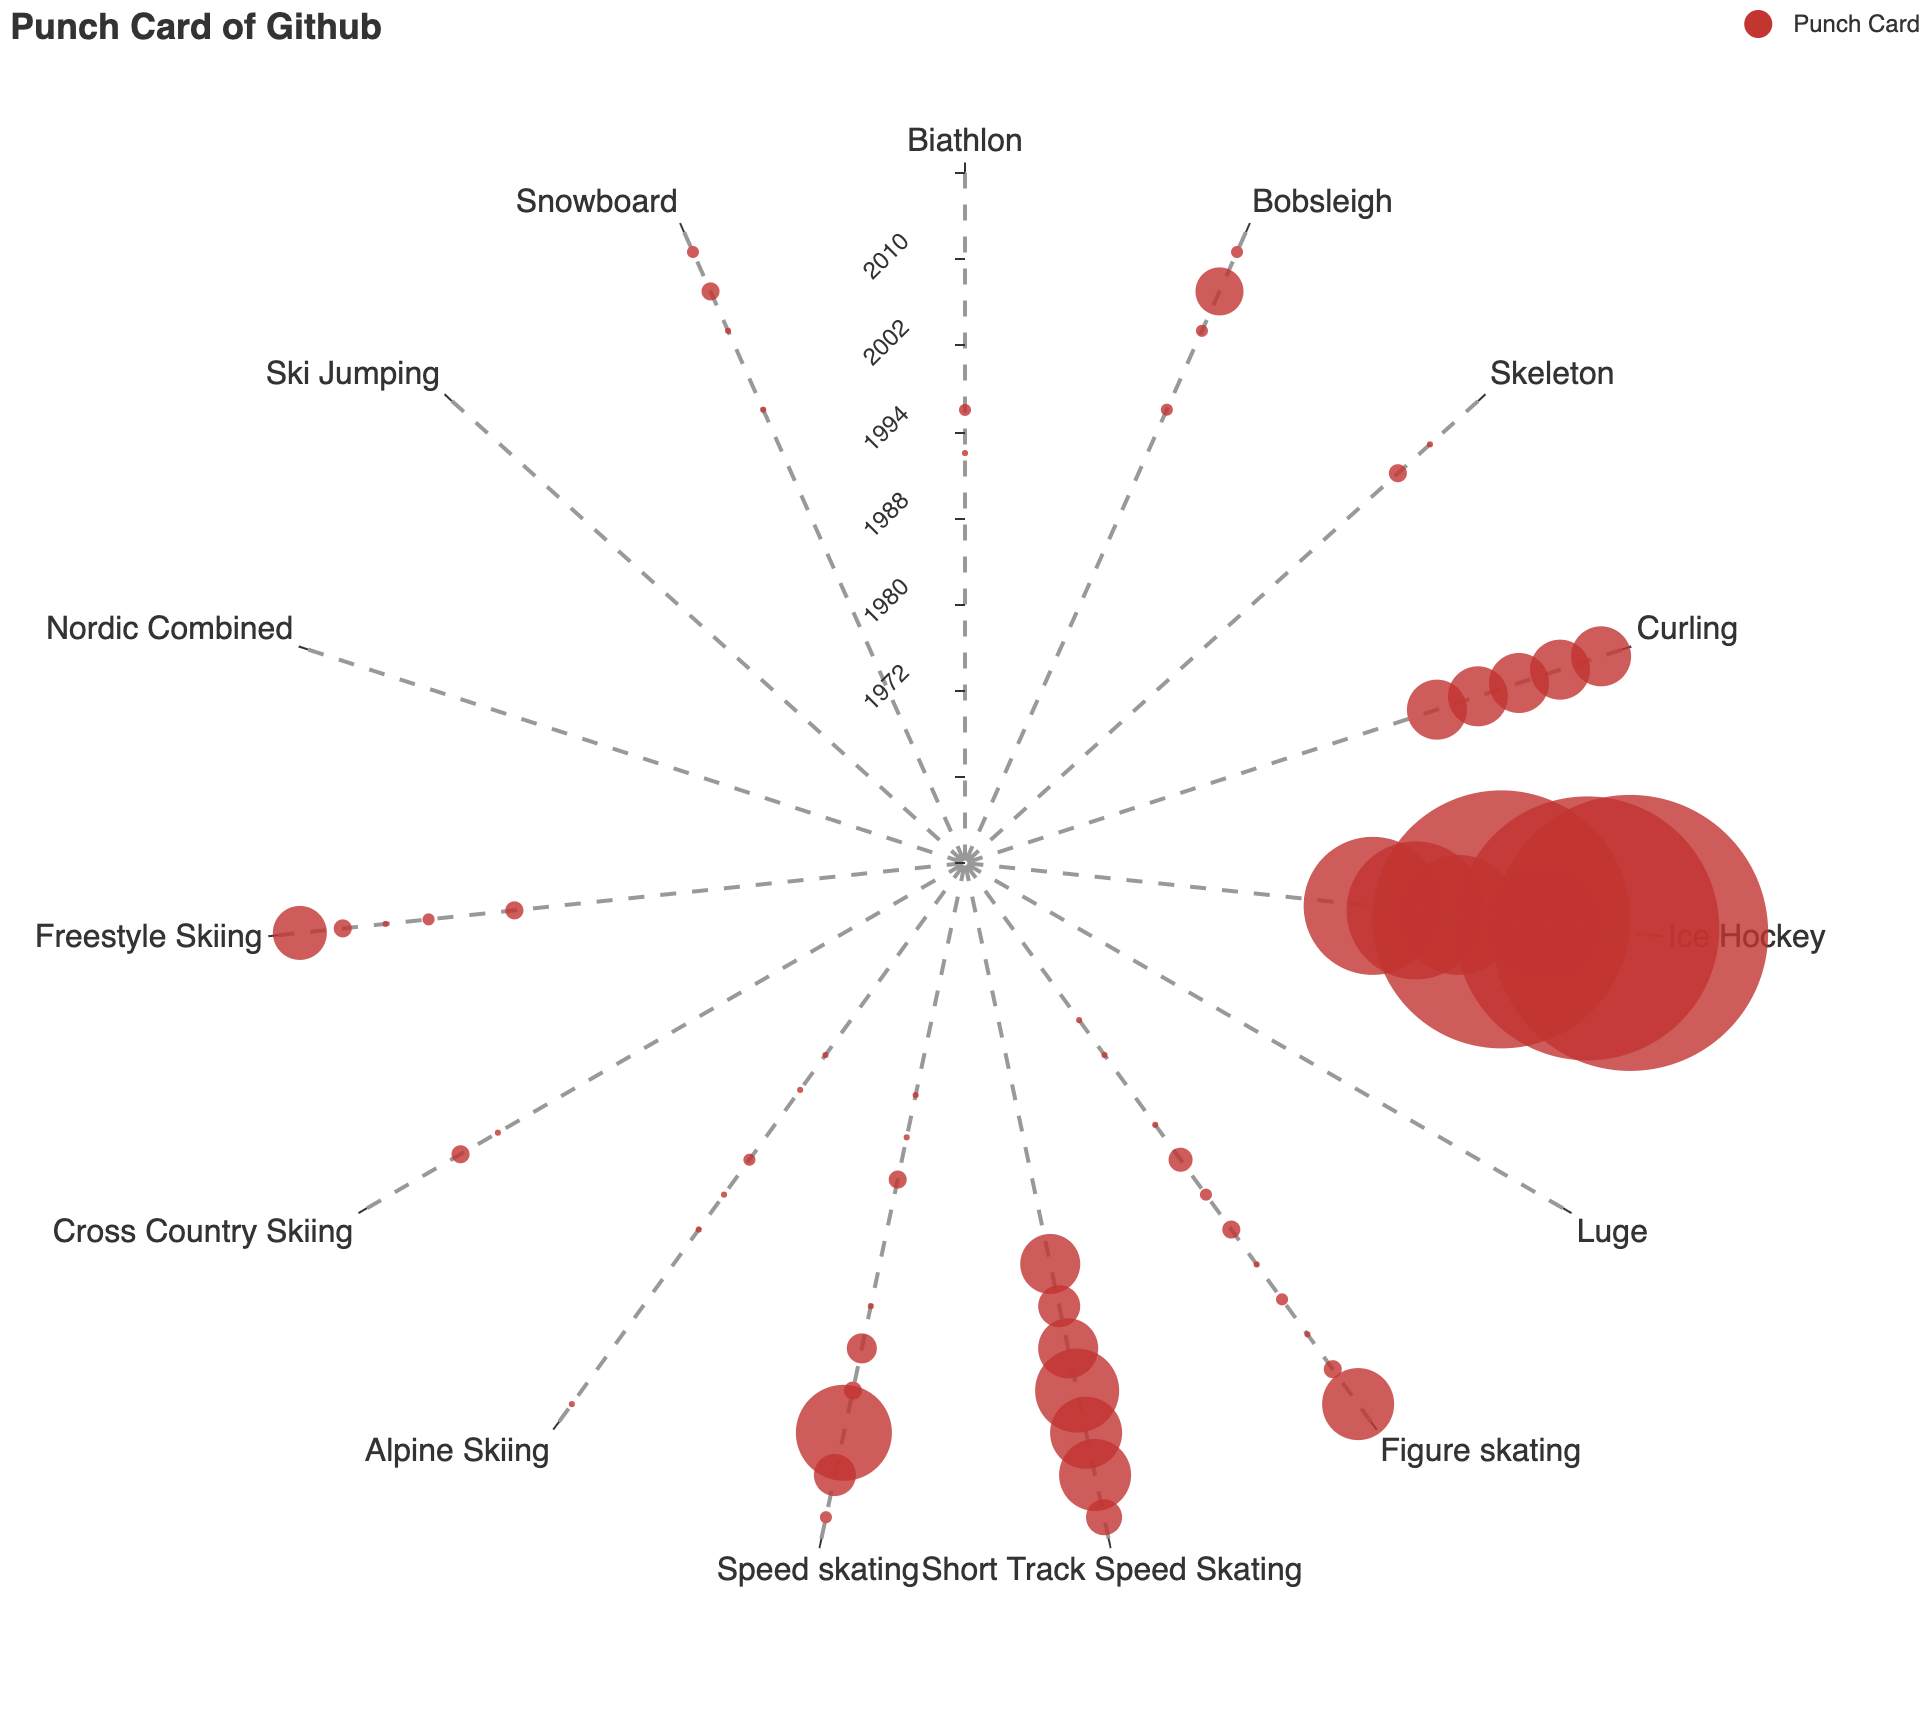 Punch Card of Github
Punch Card
Biathlon
Snowboard
Bobsleigh
2010
2002
Ski Jumping
Skeleton
1994
1988
1980
Nordic Combined
Curling
1972
Freestyle Skiing
Ice Hockey
Cross Country Skiing
Luge
Alpine Skiing
Figure skating
Speed skating
Short Track Speed Skating